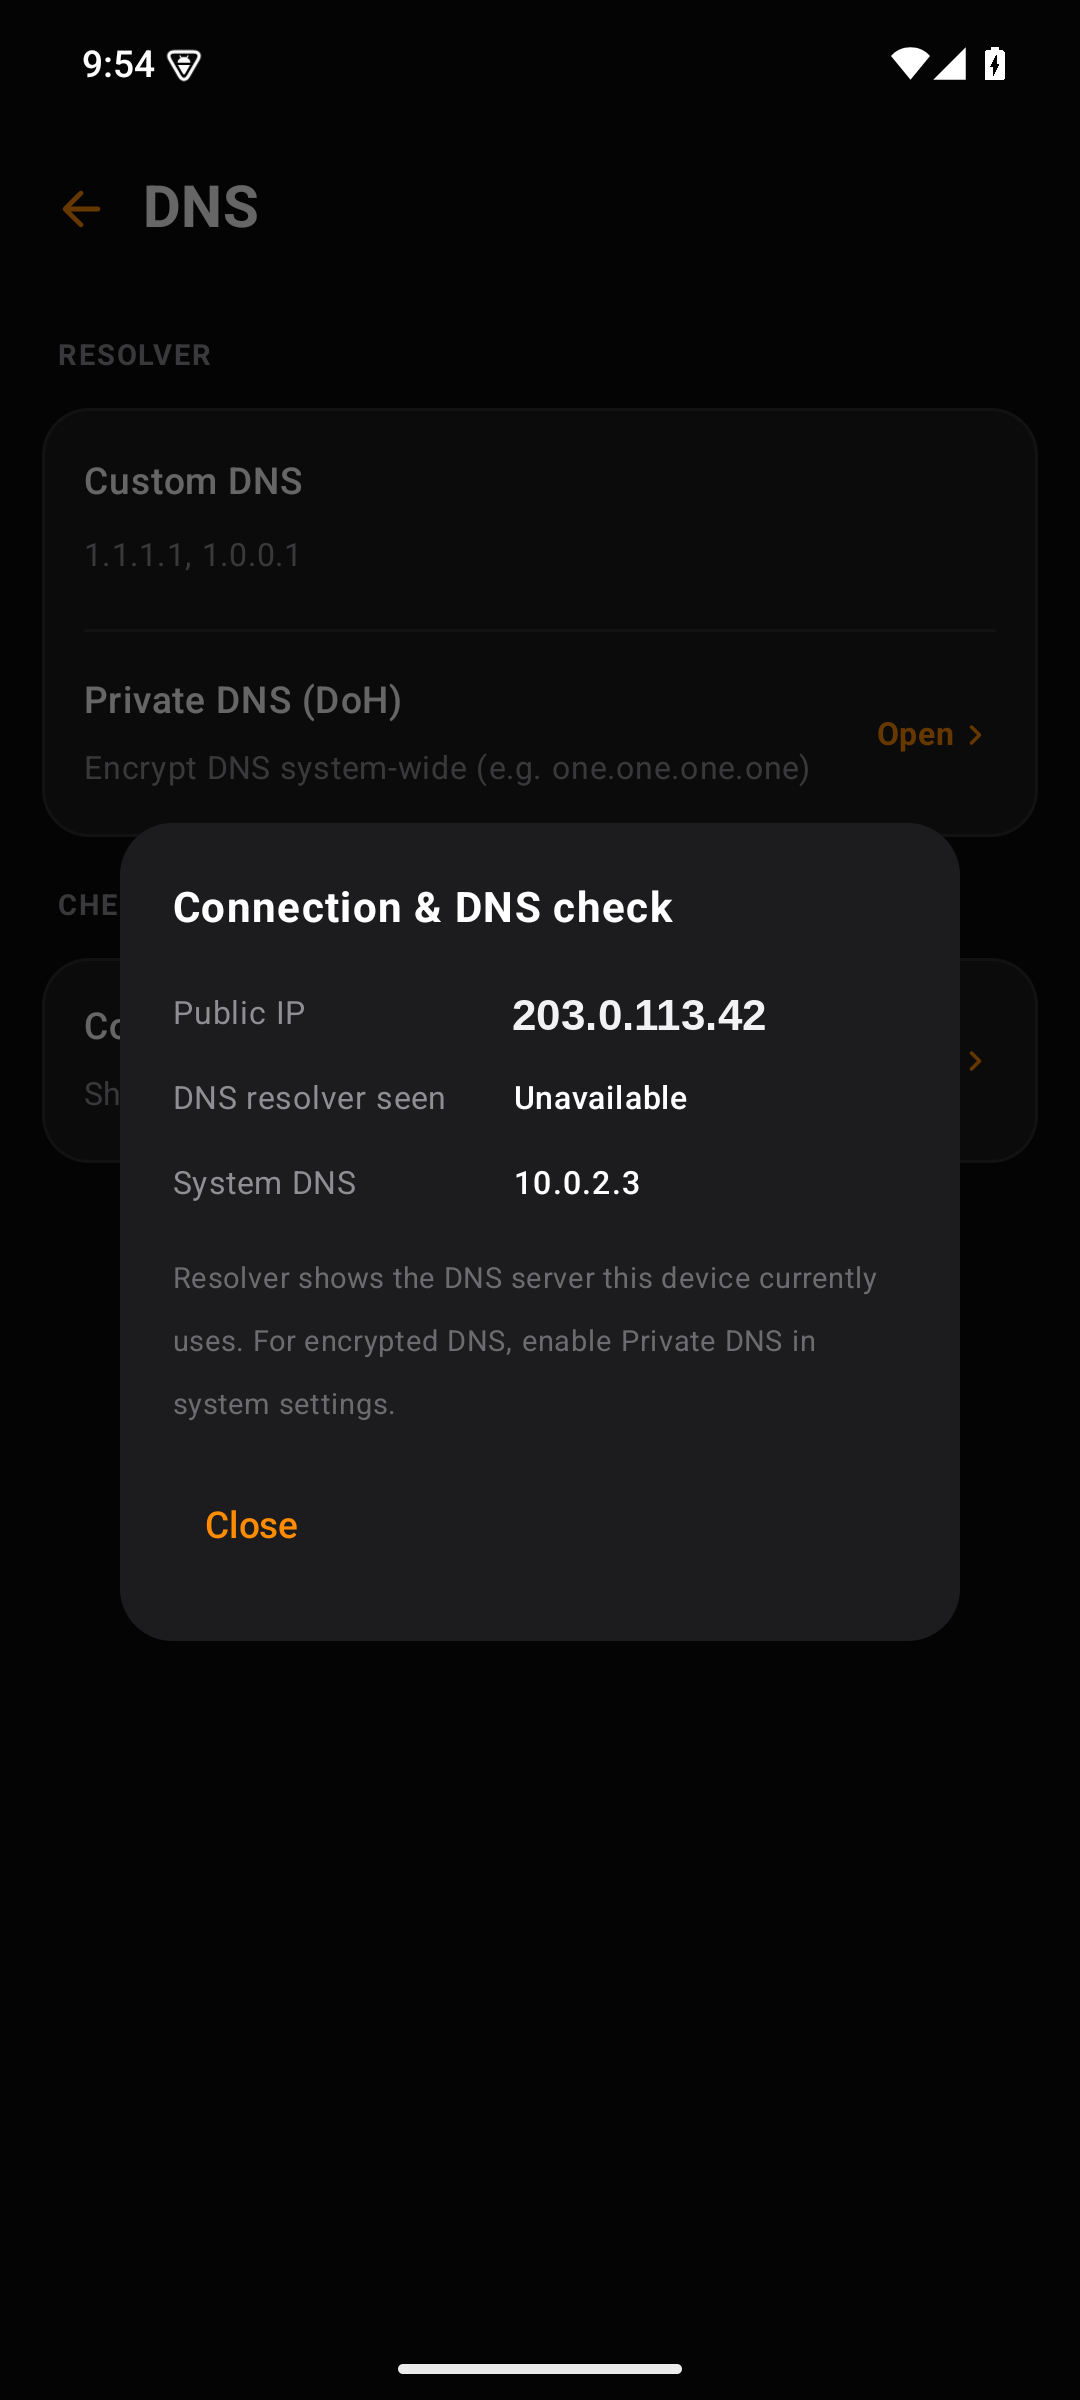 9:54
DNS
RESOLVER
Custom DNS
1.1.1.1, 1.0.0.1
Private DNS (DoH)
Open
Encrypt DNS system-wide (e.g. one.one.one.one)
CHE
Connection & DNS check
Co
Public IP 203.0.113.42
Sh
DNS resolver seen Unavailable
System DNS 10.0.2.3
Resolver shows the DNS server this device currently
uses. For encrypted DNS, enable Private DNS in
system settings.
Close